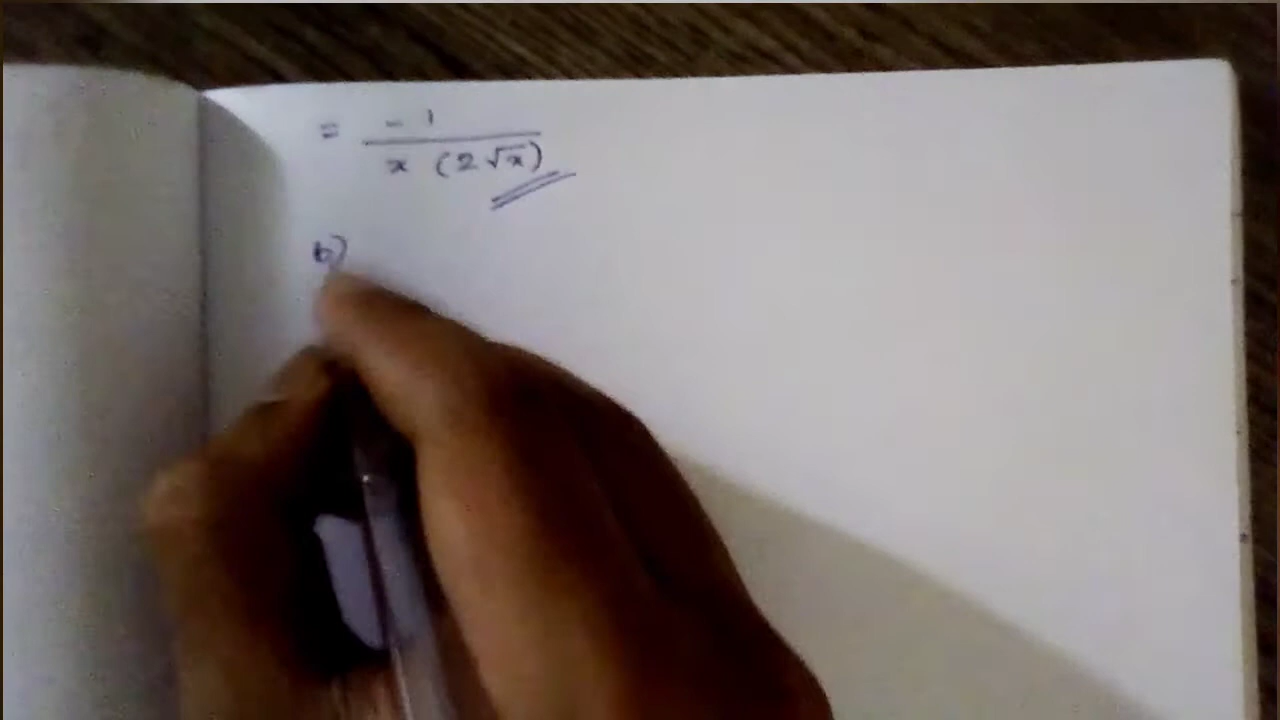 = -1 / x (2√x)
b)